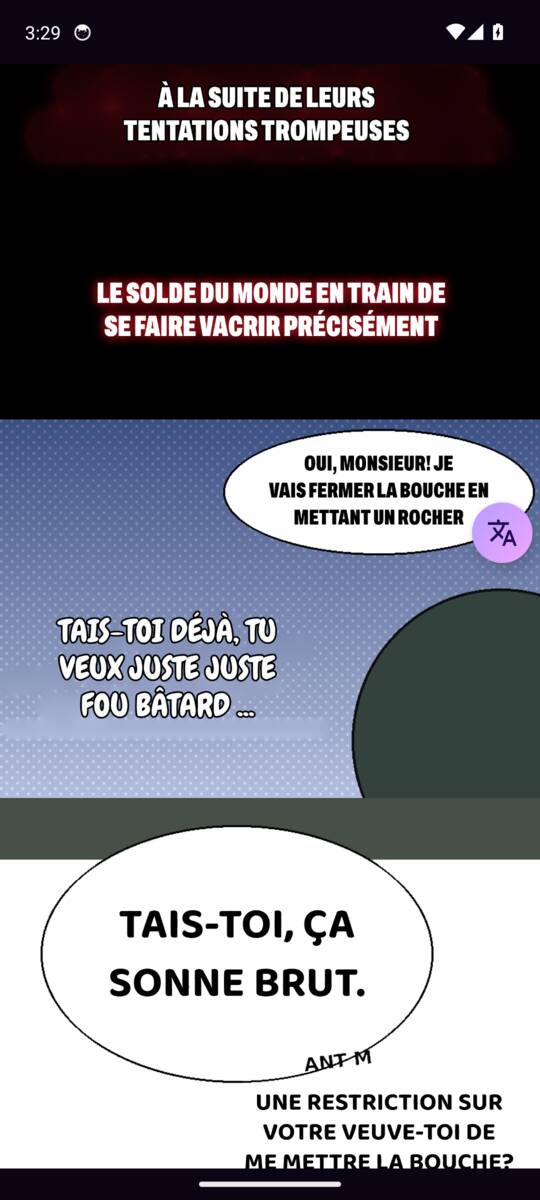 3:29
À LA SUITE DE LEURS
TENTATIONS TROMPEUSES
LE SOLDE DU MONDE EN TRAIN DE
SE FAIRE VACRIR PRÉCISÉMENT
OUI, MONSIEUR! JE
VAIS FERMER LA BOUCHE EN
METTANT UN ROCHER
TAIS-TOI DÉJÀ, TU
VEUX JUSTE JUSTE
FOU BÂTARD ...
TAIS-TOI, ÇA
SONNE BRUT.
ANT M
UNE RESTRICTION SUR
VOTRE VEUVE-TOI DE
ME METTRE LA BOUCHE?